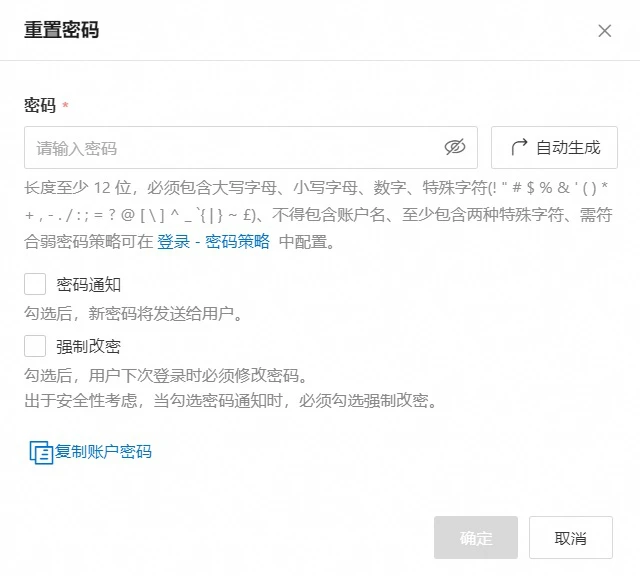 重置密码
密码 *
请输入密码
自动生成
长度至少 12 位，必须包含大写字母、小写字母、数字、特殊字符(! " # $ % & ' ( ) *
+ , - . / : ; = ? @ [ \ ] ^ _ `{ | } ~ £)、不得包含账户名、至少包含两种特殊字符、需符
合弱密码策略可在 登录 - 密码策略 中配置。
密码通知
勾选后，新密码将发送给用户。
强制改密
勾选后，用户下次登录时必须修改密码。
出于安全性考虑，当勾选密码通知时，必须勾选强制改密。
复制账户密码
确定
取消